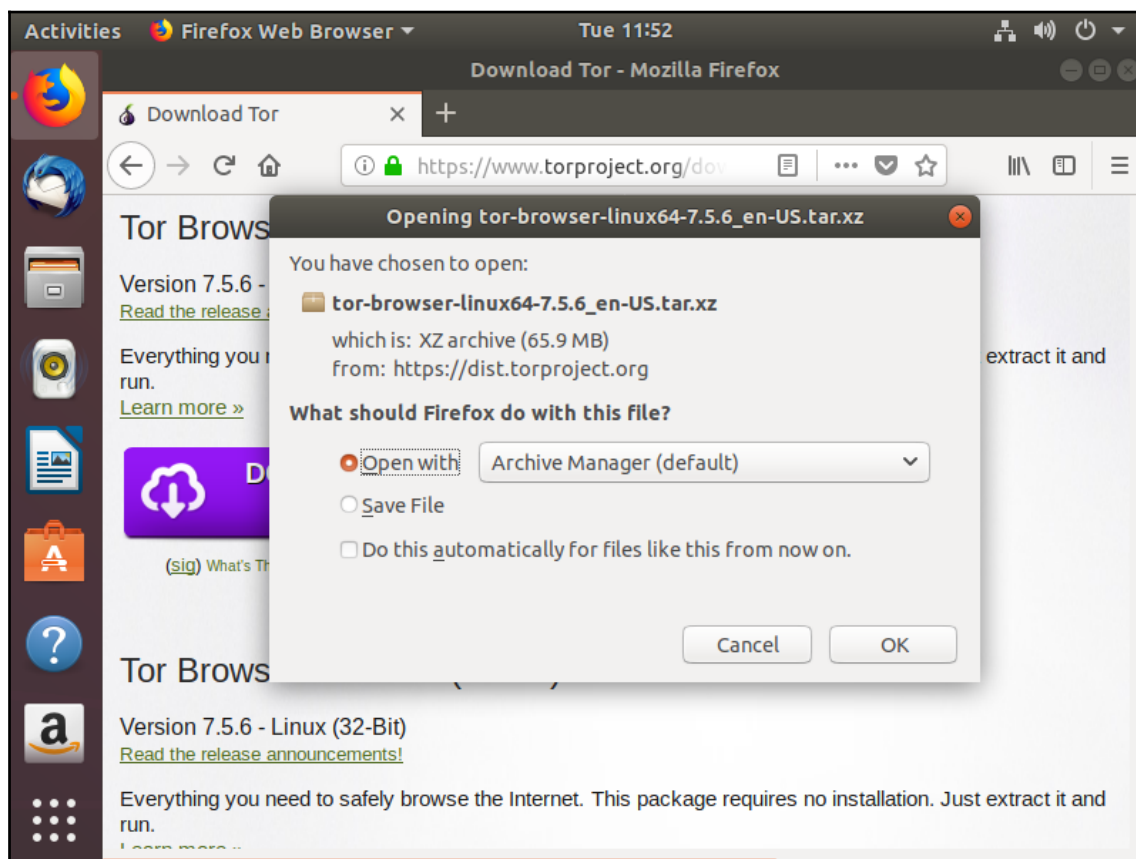 Activities Firefox Web Browser Tue 11:52
Download Tor - Mozilla Firefox
Download Tor
https://www.torproject.org/dow
Opening tor-browser-linux64-7.5.6_en-US.tar.xz
Tor Brows
You have chosen to open:
Version 7.5.6 -
tor-browser-linux64-7.5.6_en-US.tar.xz
Read the release
which is: XZ archive (65.9 MB)
Everything you extract it and
from: https://dist.torproject.org
run.
Learn more »
What should Firefox do with this file?
Open with Archive Manager (default)
Save File
Do this automatically for files like this from now on.
(sig) What's Th
Cancel OK
Tor Brows
Version 7.5.6 - Linux (32-Bit)
Read the release announcements!
Everything you need to safely browse the Internet. This package requires no installation. Just extract it and
run.
Learn more »